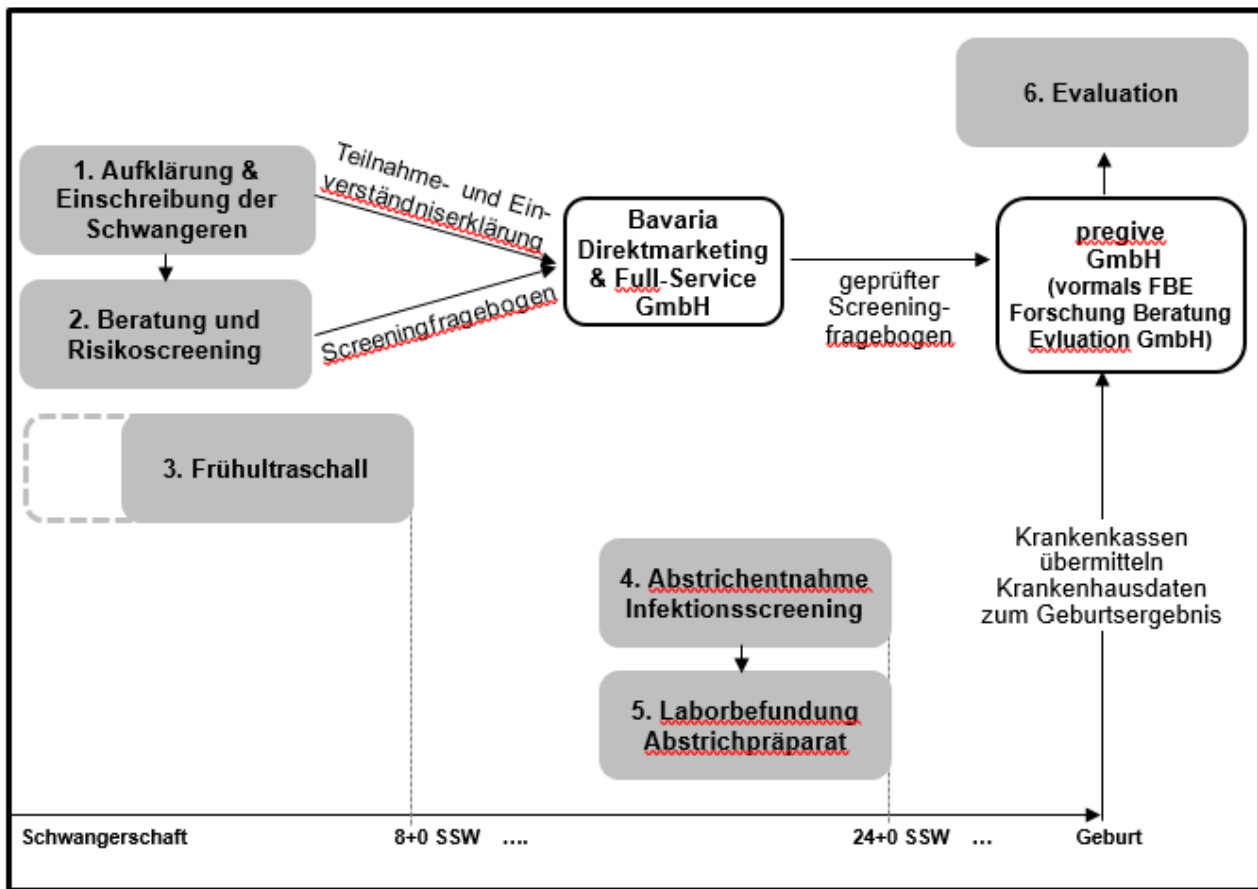 1. Aufklärung &
Einschreibung der
Schwangeren
2. Beratung und
Risikoscreening
3. Frühultraschall
Teilnahme- und Ein-
verständniserklärung
Screeningfragebogen
Bavaria
Direktmarketing
& Full-Service
GmbH
geprüfter
Screening-
fragebogen
6. Evaluation
pregive
GmbH
(vormals FBE
Forschung Beratung
Evluation GmbH)
4. Abstrichentnahme
Infektionsscreening
5. Laborbefundung
Abstrichpräparat
Krankenkassen
übermitteln
Krankenhausdaten
zum Geburtsergebnis
Schwangerschaft
8+0 SSW ....
24+0 SSW ...
Geburt